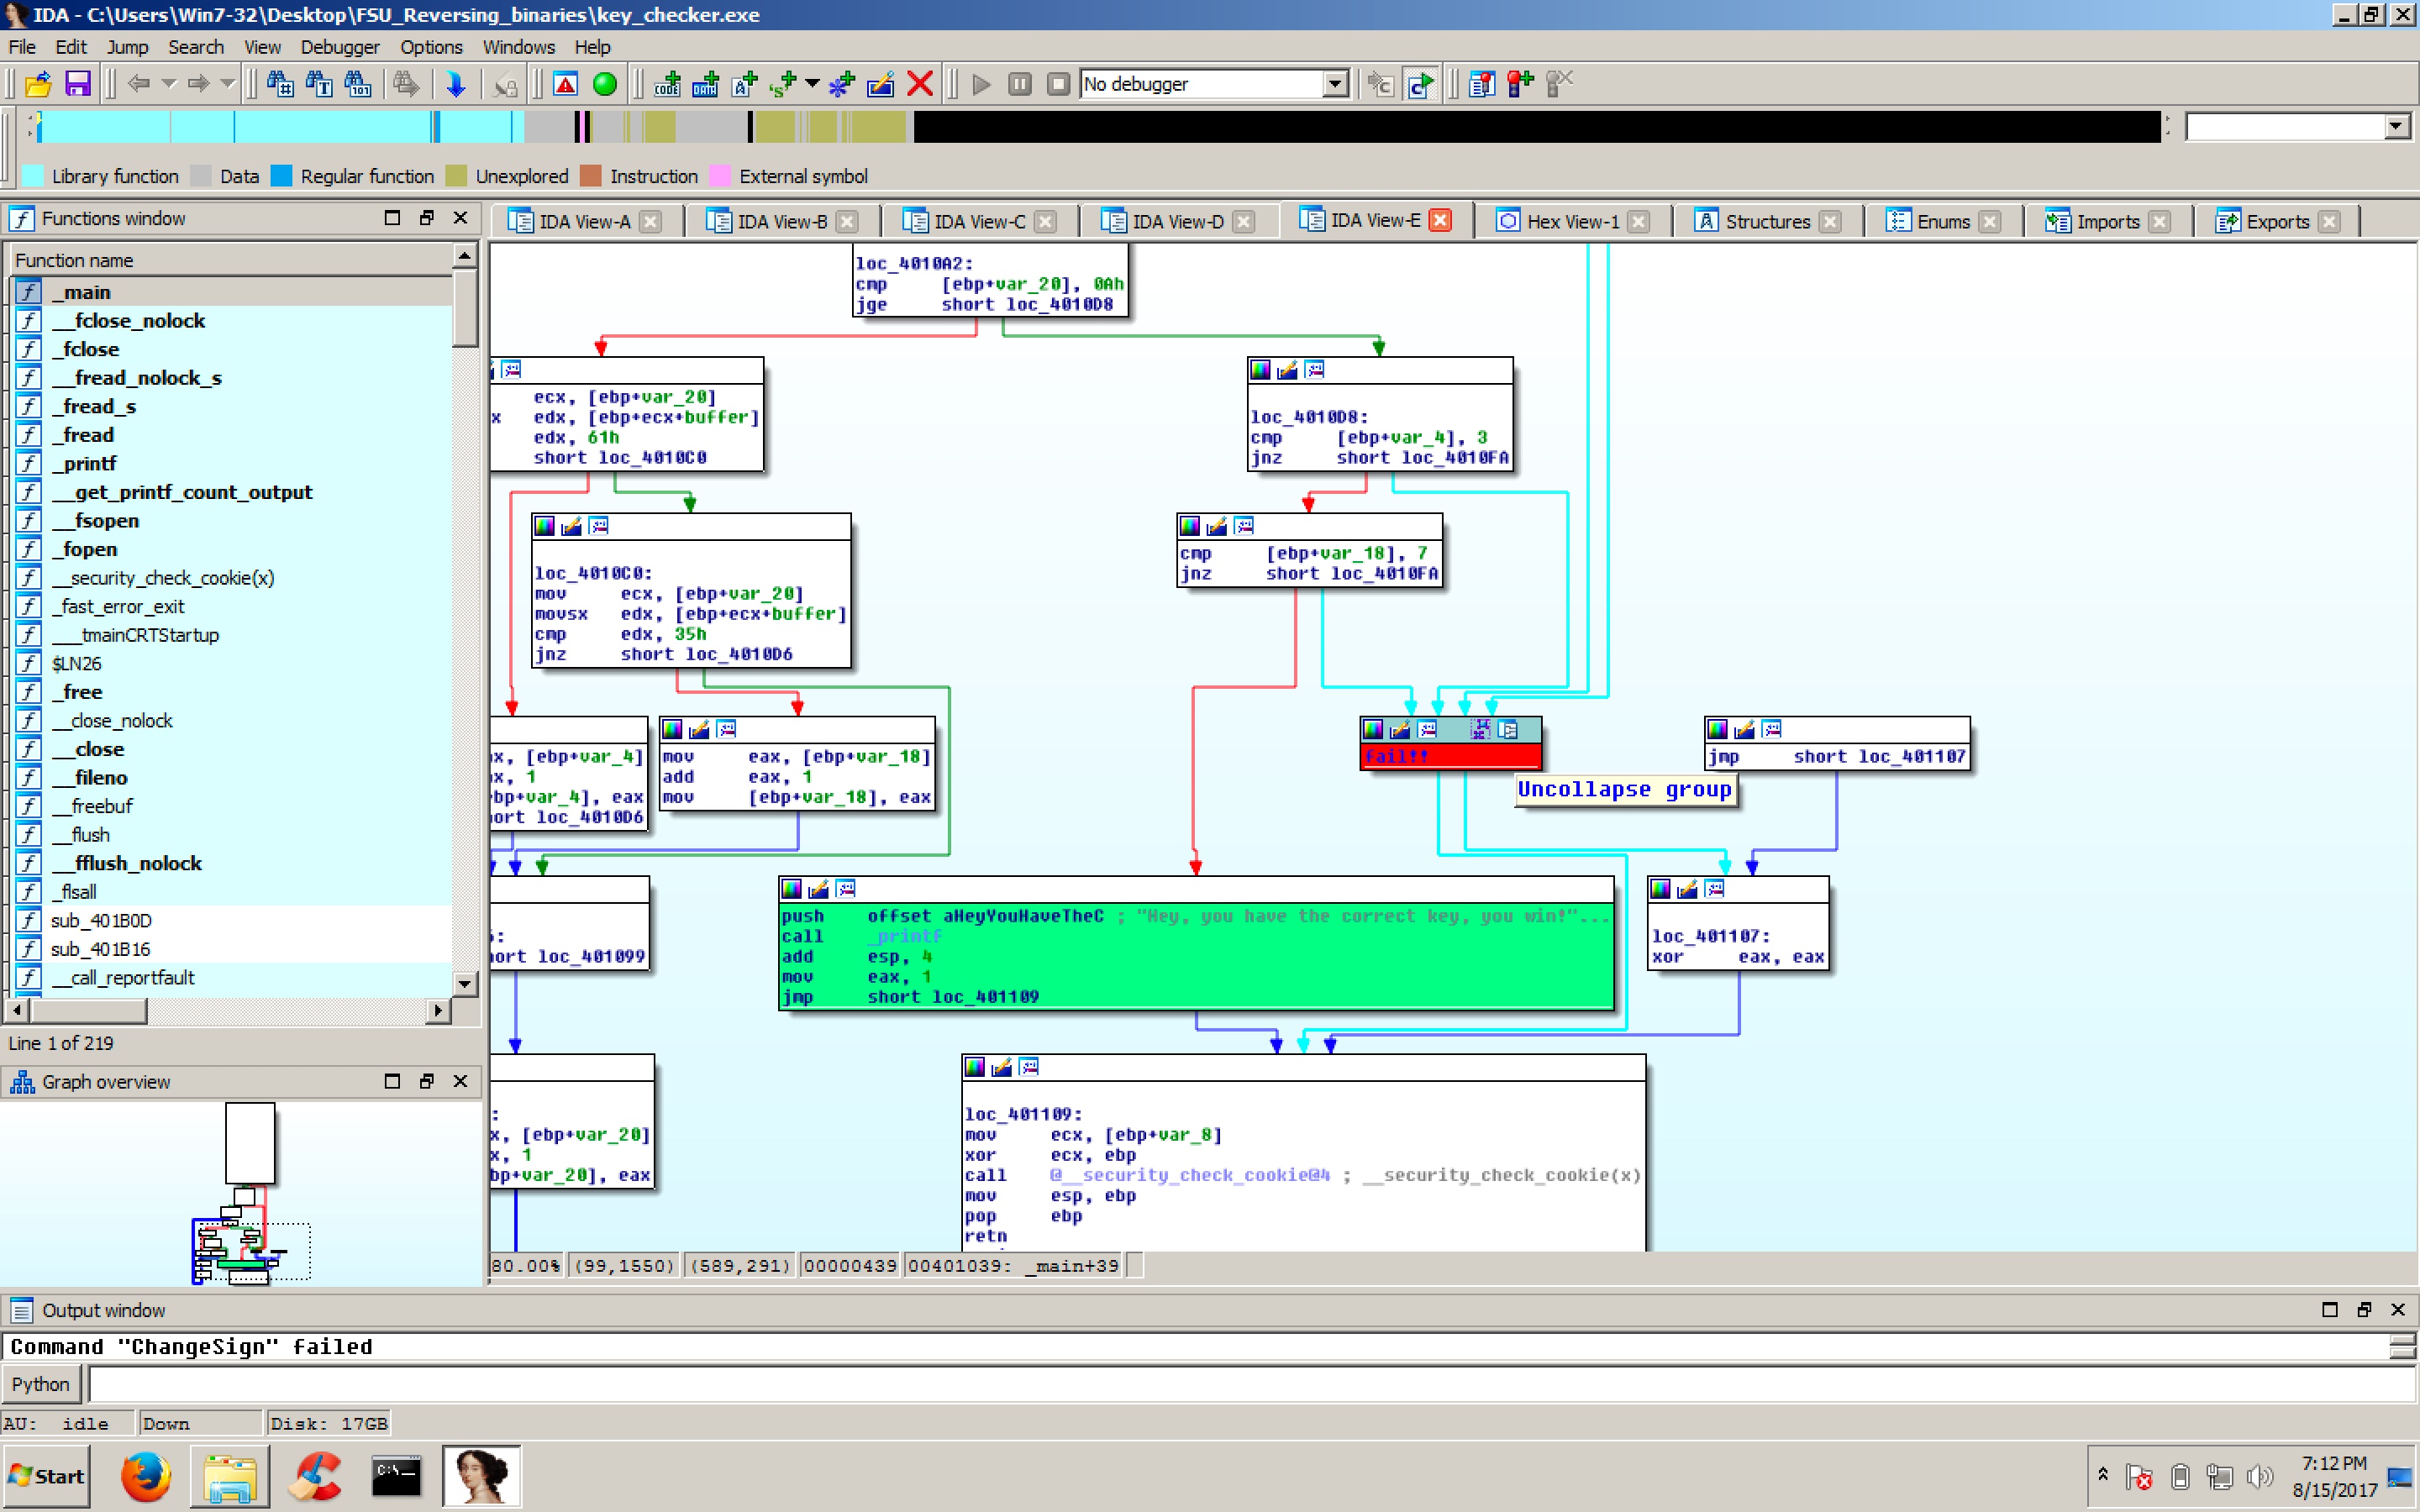 IDA - C:\Users\Win7-32\Desktop\FSU_Reversing_binaries\key_checker.exe
File Edit Jump Search View Debugger Options Windows Help
No debugger
Library function Data Regular function Unexplored Instruction External symbol
Functions window
IDA View-A IDA View-B IDA View-C IDA View-D IDA View-E Hex View-1 Structures Enums Imports Exports
Function name
_main
__fclose_nolock
_fclose
__fread_nolock_s
_fread_s
_fread
_printf
__get_printf_count_output
__fsopen
_fopen
__security_check_cookie(x)
_fast_error_exit
___tmainCRTStartup
$LN26
_free
__close_nolock
__close
__fileno
__freebuf
__flush
__fflush_nolock
_flsall
sub_401B0D
sub_401B16
__call_reportfault
Line 1 of 219
Graph overview
loc_4010A2:
cmp [ebp+var_20], 0Ah
jge short loc_4010D8
ecx, [ebp+var_20]
x edx, [ebp+ecx+buffer]
edx, 61h
short loc_4010C0
loc_4010D8:
cmp [ebp+var_4], 3
jnz short loc_4010FA
loc_4010C0:
mov ecx, [ebp+var_20]
movsx edx, [ebp+ecx+buffer]
cmp edx, 35h
jnz short loc_4010D6
cmp [ebp+var_18], 7
jnz short loc_4010FA
x, [ebp+var_4]
x, 1
bp+var_4], eax
ort loc_4010D6
mov eax, [ebp+var_18]
add eax, 1
mov [ebp+var_18], eax
fail!!
Uncollapse group
jmp short loc_401107
:
ort loc_401099
push offset aHeyYouHaveTheC ; "Hey, you have the correct key, you win!"...
call _printf
add esp, 4
mov eax, 1
jmp short loc_401109
loc_401107:
xor eax, eax
:
x, [ebp+var_20]
x, 1
bp+var_20], eax
loc_401109:
mov ecx, [ebp+var_8]
xor ecx, ebp
call @__security_check_cookie@4 ; __security_check_cookie(x)
mov esp, ebp
pop ebp
retn
80.00% (99,1550) (589,291) 00000439 00401039: _main+39
Output window
Command "ChangeSign" failed
Python
AU: idle Down Disk: 17GB
Start
7:12 PM
8/15/2017